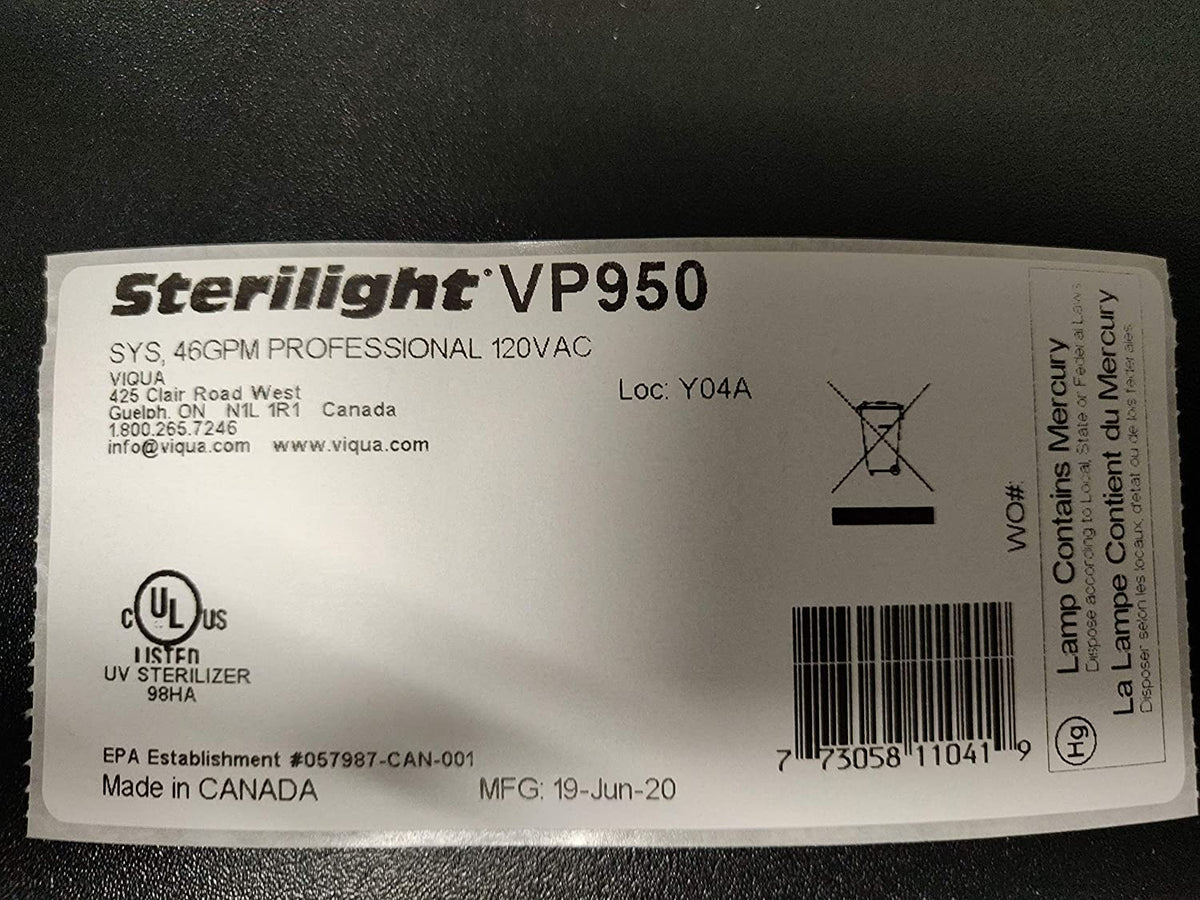 Sterilight VP950
SYS, 46GPM PROFESSIONAL 120VAC
VIQUA
425 Clair Road West
Guelph. ON N1L 1R1 Canada
1.800.265.7246
info@viqua.com www.viqua.com
Loc: Y04A
WO#:
C UL US
LISTED
UV STERILIZER
98HA
EPA Establishment #057987-CAN-001
Made in CANADA MFG: 19-Jun-20
7 73058 11041 9
Hg
Lamp Contains Mercury
Dispose according to Local, State or Federal Laws
La Lampe Contient du Mercury
Disposer selon les locaux, d'etat ou de lois federales